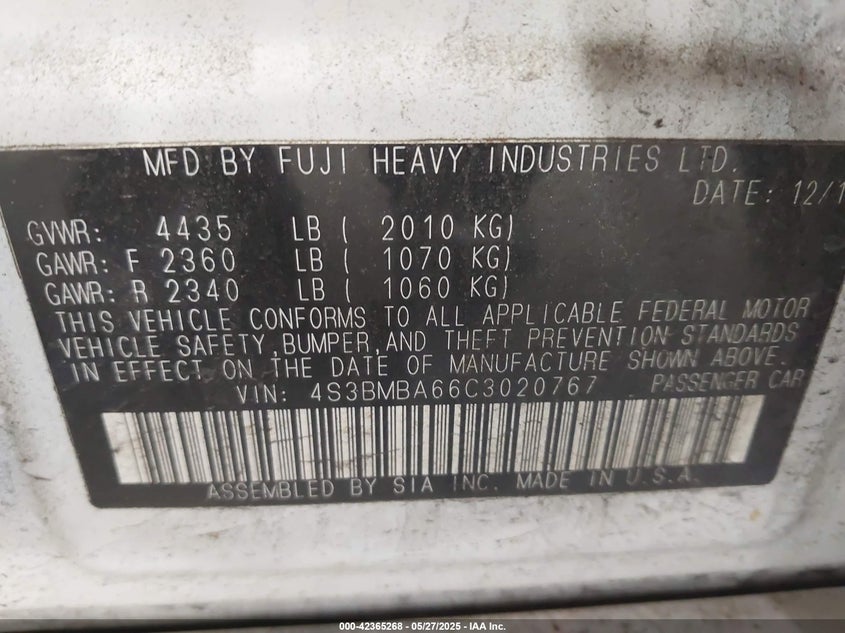 MFD BY FUJI HEAVY INDUSTRIES LTD.
DATE: 12/1
GVWR: 4435 LB ( 2010 KG)
GAWR: F 2360 LB ( 1070 KG)
GAWR: R 2340 LB ( 1060 KG)
THIS VEHICLE CONFORMS TO ALL APPLICABLE FEDERAL MOTOR
VEHICLE SAFETY, BUMPER, AND THEFT PREVENTION STANDARDS
IN EFFECT ON THE DATE OF MANUFACTURE SHOWN ABOVE.
VIN: 4S3BMBA66C3020767 PASSENGER CAR
ASSEMBLED BY SIA INC. MADE IN U.S.A.
000-42365268 - 05/27/2025 - IAA Inc.